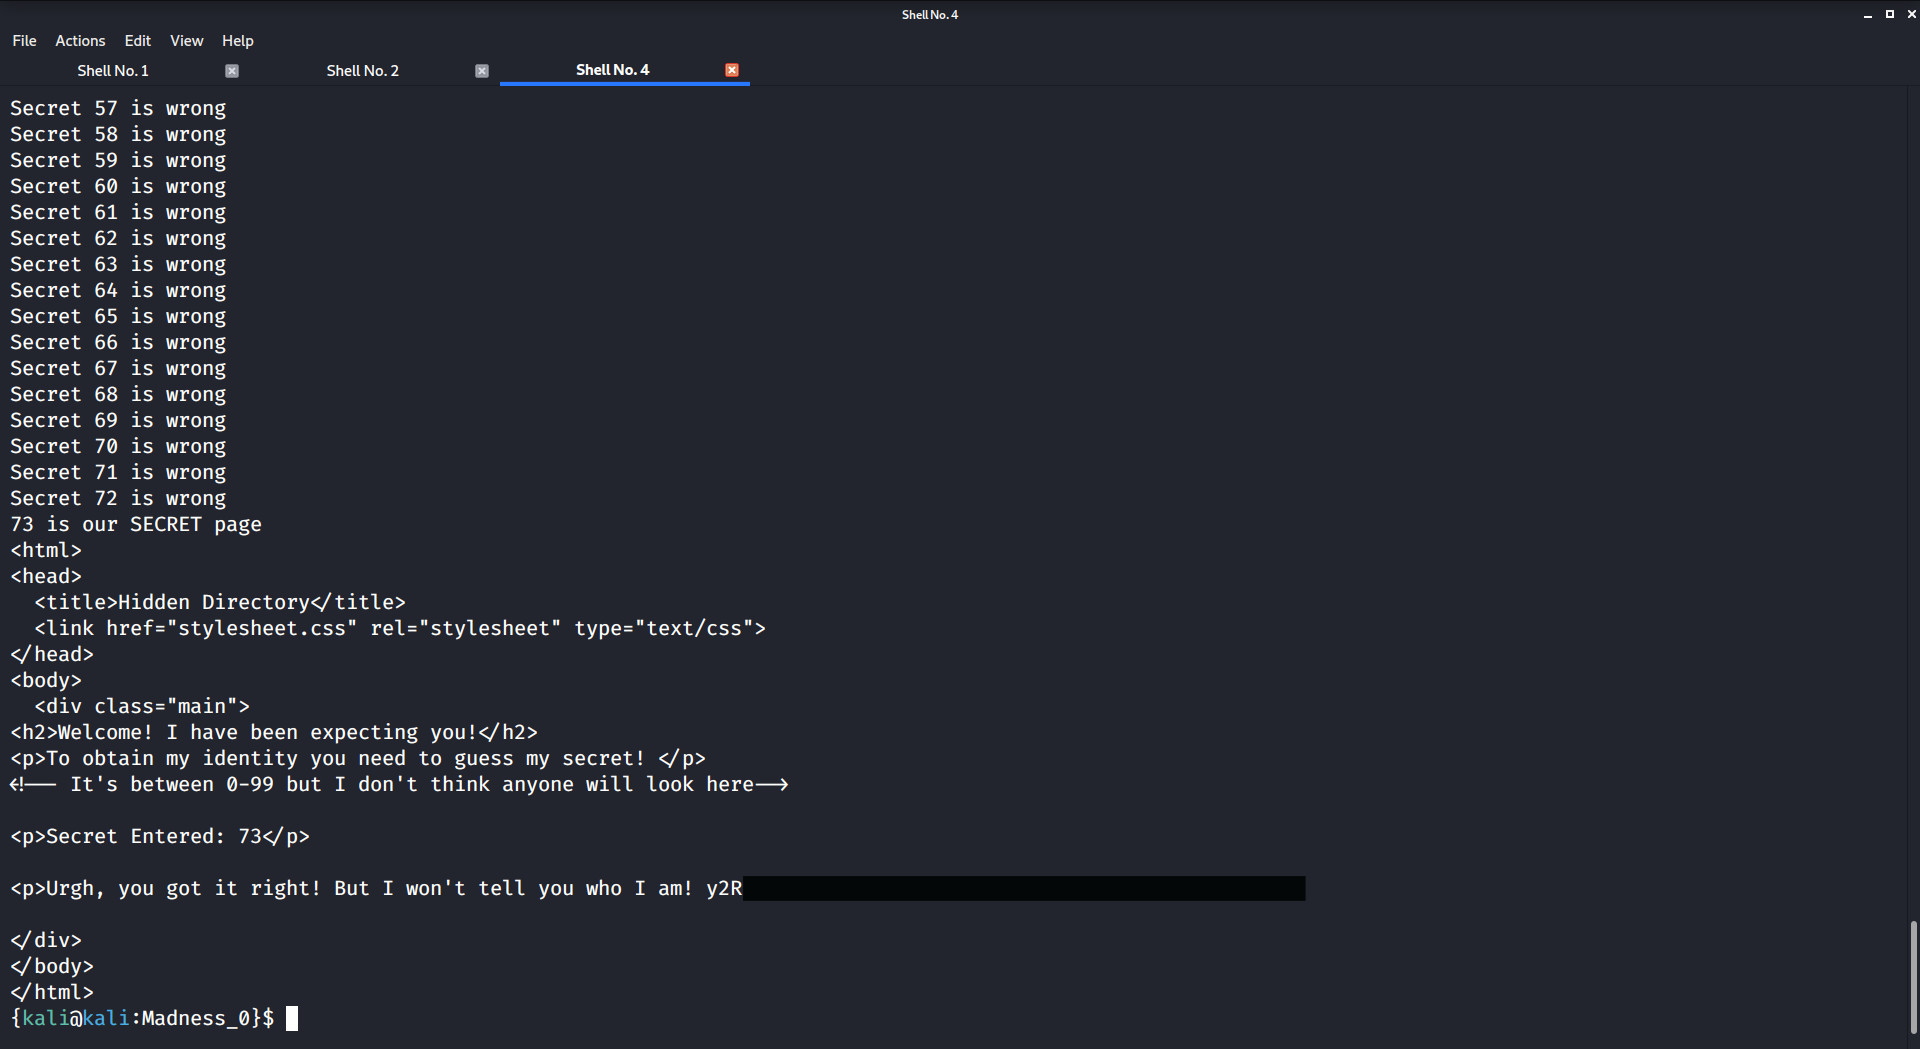 Shell No. 4
File Actions Edit View Help
Shell No. 1 Shell No. 2 Shell No. 4
Secret 57 is wrong
Secret 58 is wrong
Secret 59 is wrong
Secret 60 is wrong
Secret 61 is wrong
Secret 62 is wrong
Secret 63 is wrong
Secret 64 is wrong
Secret 65 is wrong
Secret 66 is wrong
Secret 67 is wrong
Secret 68 is wrong
Secret 69 is wrong
Secret 70 is wrong
Secret 71 is wrong
Secret 72 is wrong
73 is our SECRET page
<html>
<head>
  <title>Hidden Directory</title>
  <link href="stylesheet.css" rel="stylesheet" type="text/css">
</head>
<body>
  <div class="main">
<h2>Welcome! I have been expecting you!</h2>
<p>To obtain my identity you need to guess my secret! </p>
<!-- It's between 0-99 but I don't think anyone will look here-->
<p>Secret Entered: 73</p>
<p>Urgh, you got it right! But I won't tell you who I am! y2R
</div>
</body>
</html>
{kali@kali:Madness_0}$